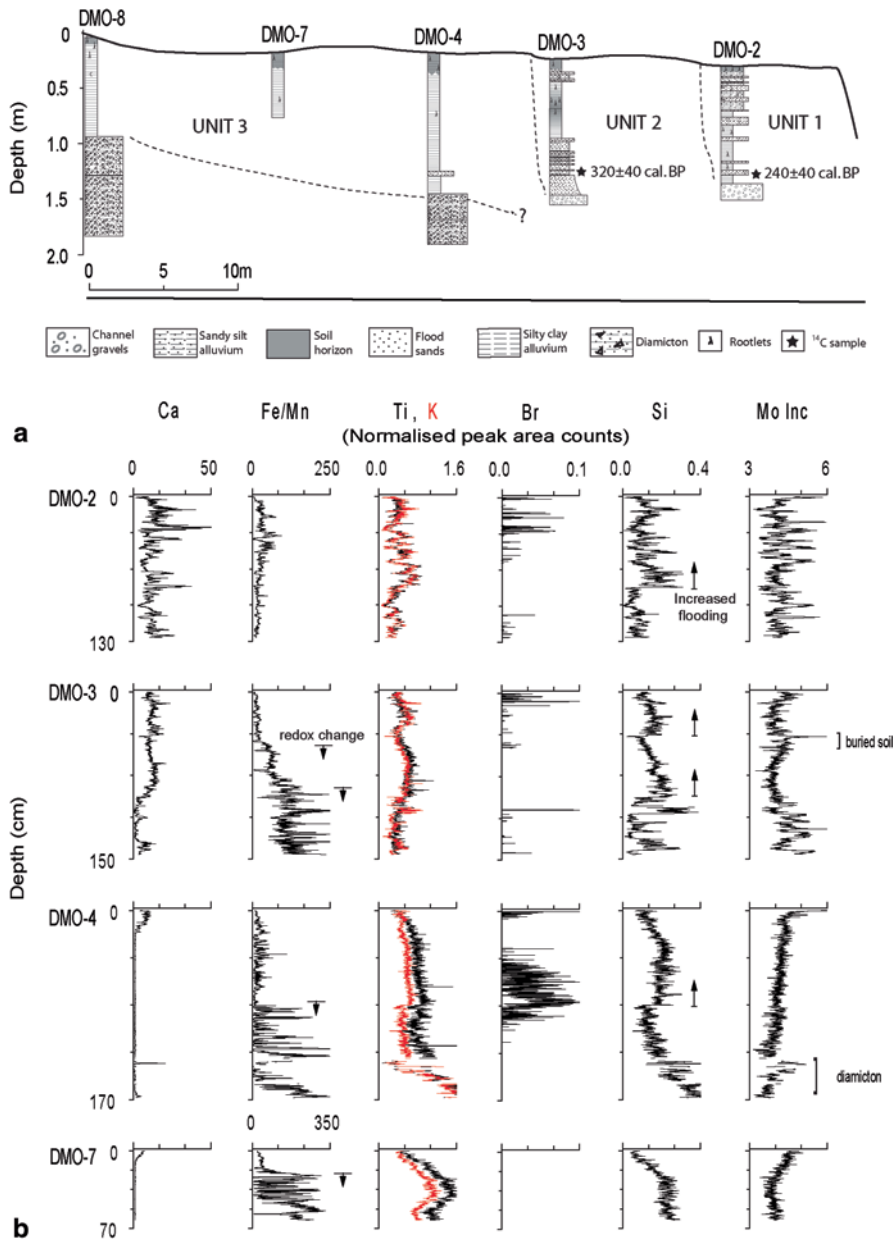 DMO-8
DMO-7
DMO-4
DMO-3
DMO-2
0
0.5
1.0
1.5
2.0
Depth (m)
UNIT 3
UNIT 2
UNIT 1
320±40 cal.BP
240±40 cal.BP
?
0 5 10m
Channel gravels
Sandy silt alluvium
Soil horizon
Flood sands
Silty clay alluvium
Diamicton
Rootlets
¹⁴C sample
a
Ca Fe/Mn Ti , K Br Si Mo Inc
(Normalised peak area counts)
0 50 0 250 0.0 1.6 0.0 0.1 0.0 0.4 3 6
DMO-2 0
Increased flooding
130
DMO-3 0
redox change
buried soil
Depth (cm)
150
DMO-4 0
diamicton
170
0 350
DMO-7 0
70
b